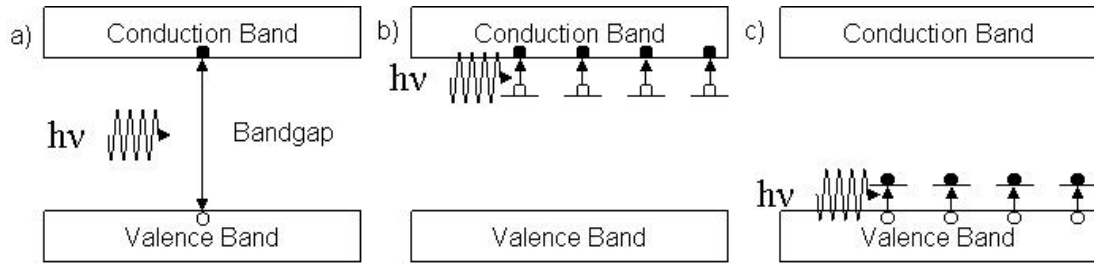 a) Conduction Band
hν
Bandgap
Valence Band
b) Conduction Band
hν
Valence Band
c) Conduction Band
hν
Valence Band